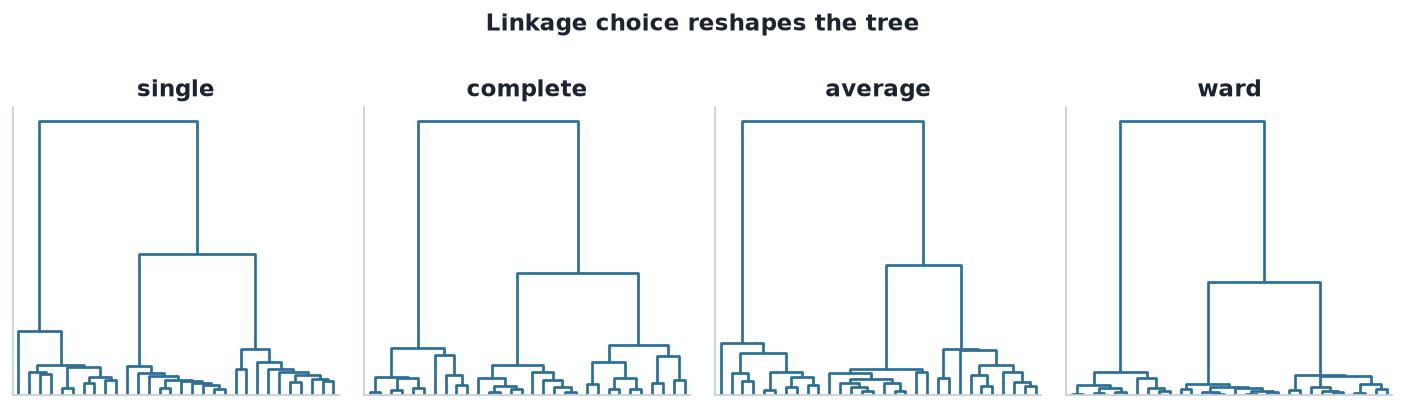 Linkage choice reshapes the tree
single
complete
average
ward